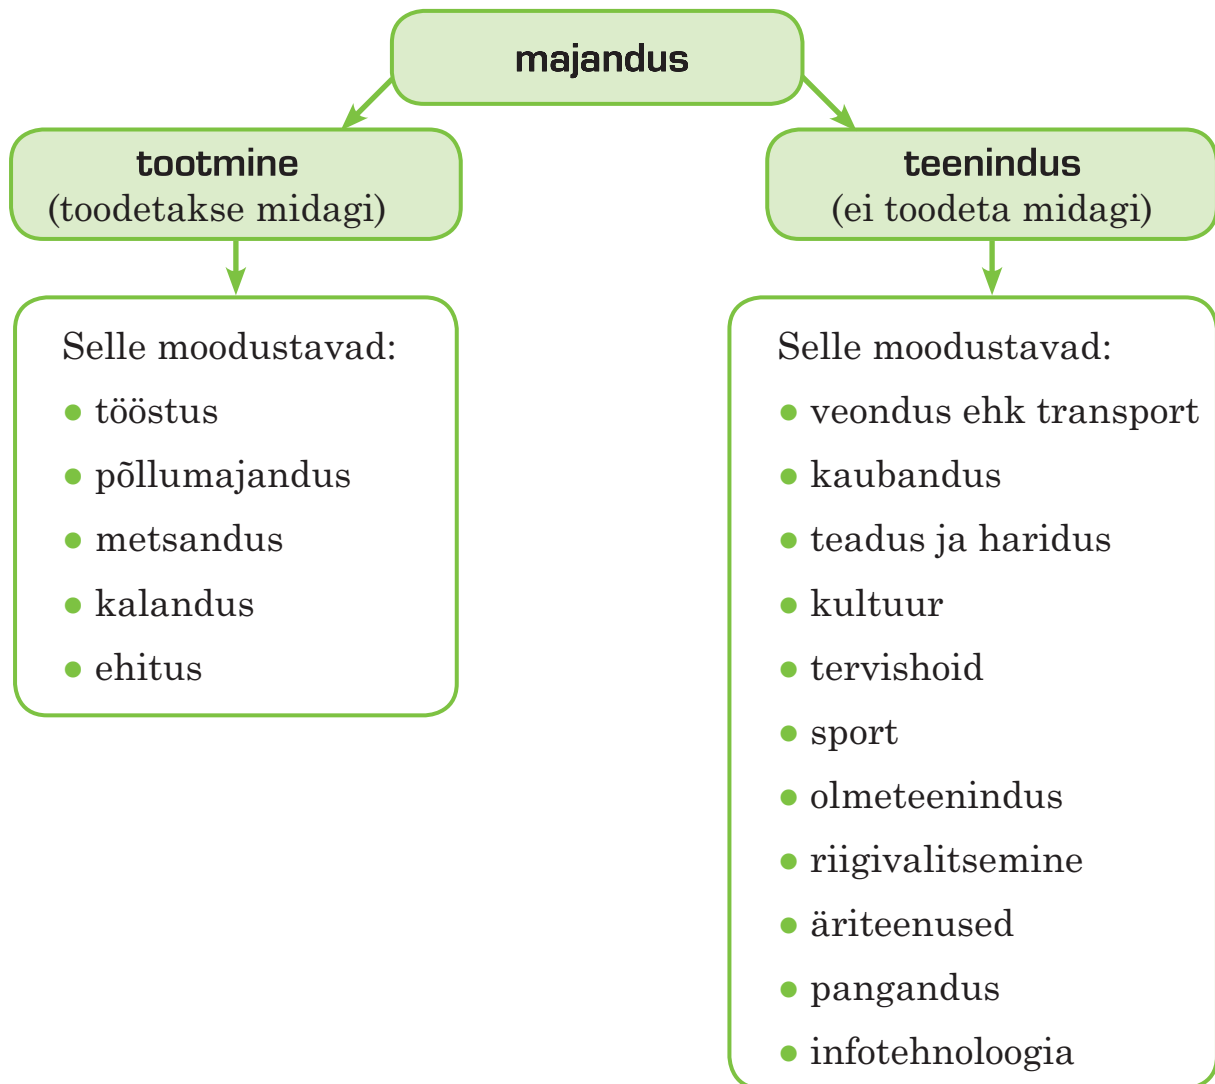 majandus
tootmine
(toodetakse midagi)
Selle moodustavad:
• tööstus
• põllumajandus
• metsandus
• kalandus
• ehitus
teenindus
(ei toodeta midagi)
Selle moodustavad:
• veondus ehk transport
• kaubandus
• teadus ja haridus
• kultuur
• tervishoid
• sport
• olmeteenindus
• riigivalitsemine
• äriteenused
• pangandus
• infotehnoloogia